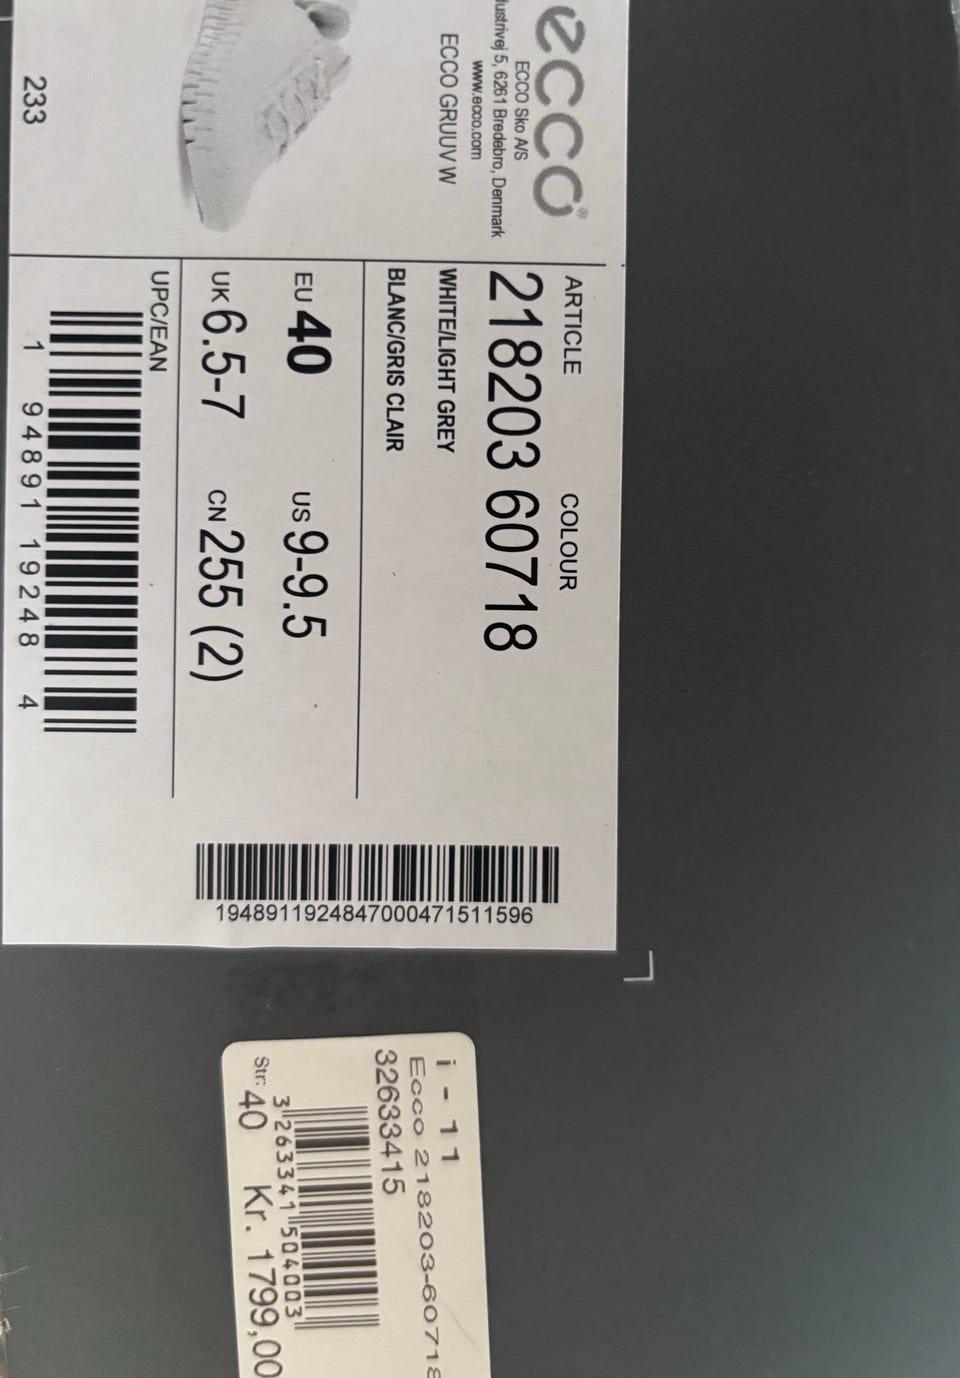 ecco®
ECCO Sko A/S
5, 6261 Bredebro, Denmark
www.ecco.com
ECCO GRUUV W
233
ARTICLE COLOUR
218203 60718
WHITE/LIGHT GREY
BLANC/GRIS CLAIR
EU 40 US 9-9.5
UK 6.5-7 CN 255 (2)
UPC/EAN
1 94891 19248 4
1948911924847000471511596
i - 11
Ecco 218203-60718
32633415
3 263341 504003
Str: 40 Kr. 1799,00